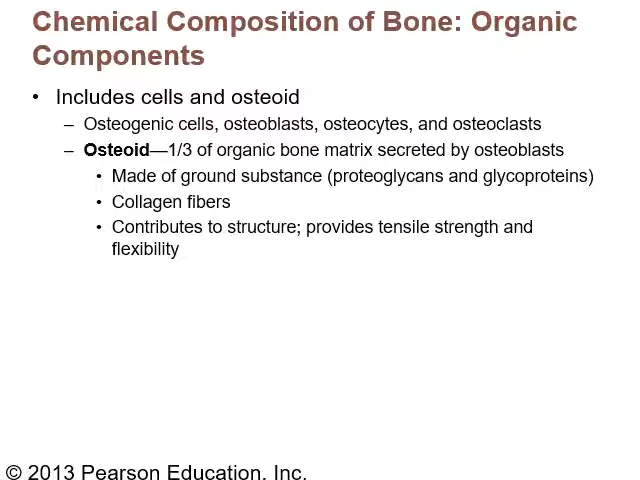 Chemical Composition of Bone: Organic
Components
• Includes cells and osteoid
– Osteogenic cells, osteoblasts, osteocytes, and osteoclasts
– Osteoid—1/3 of organic bone matrix secreted by osteoblasts
• Made of ground substance (proteoglycans and glycoproteins)
• Collagen fibers
• Contributes to structure; provides tensile strength and
flexibility
© 2013 Pearson Education, Inc.